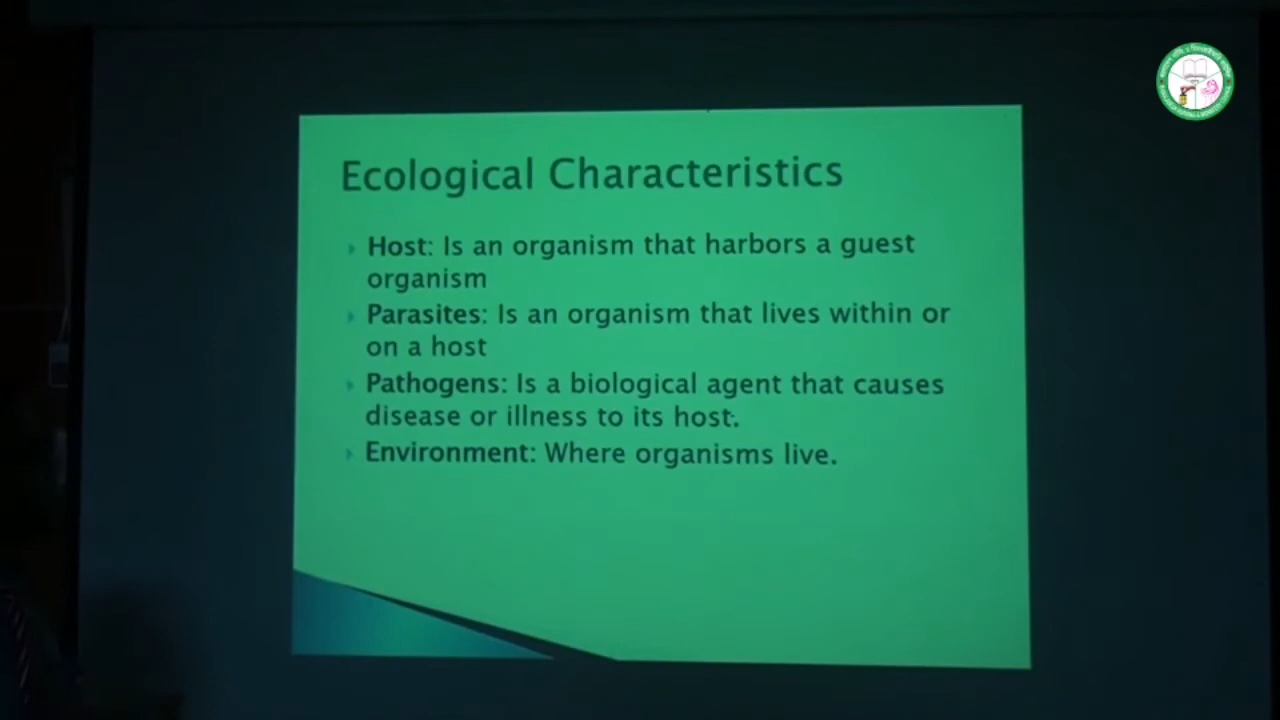 Ecological Characteristics
Host: Is an organism that harbors a guest
organism
Parasites: Is an organism that lives within or
on a host
Pathogens: Is a biological agent that causes
disease or illness to its host.
Environment: Where organisms live.